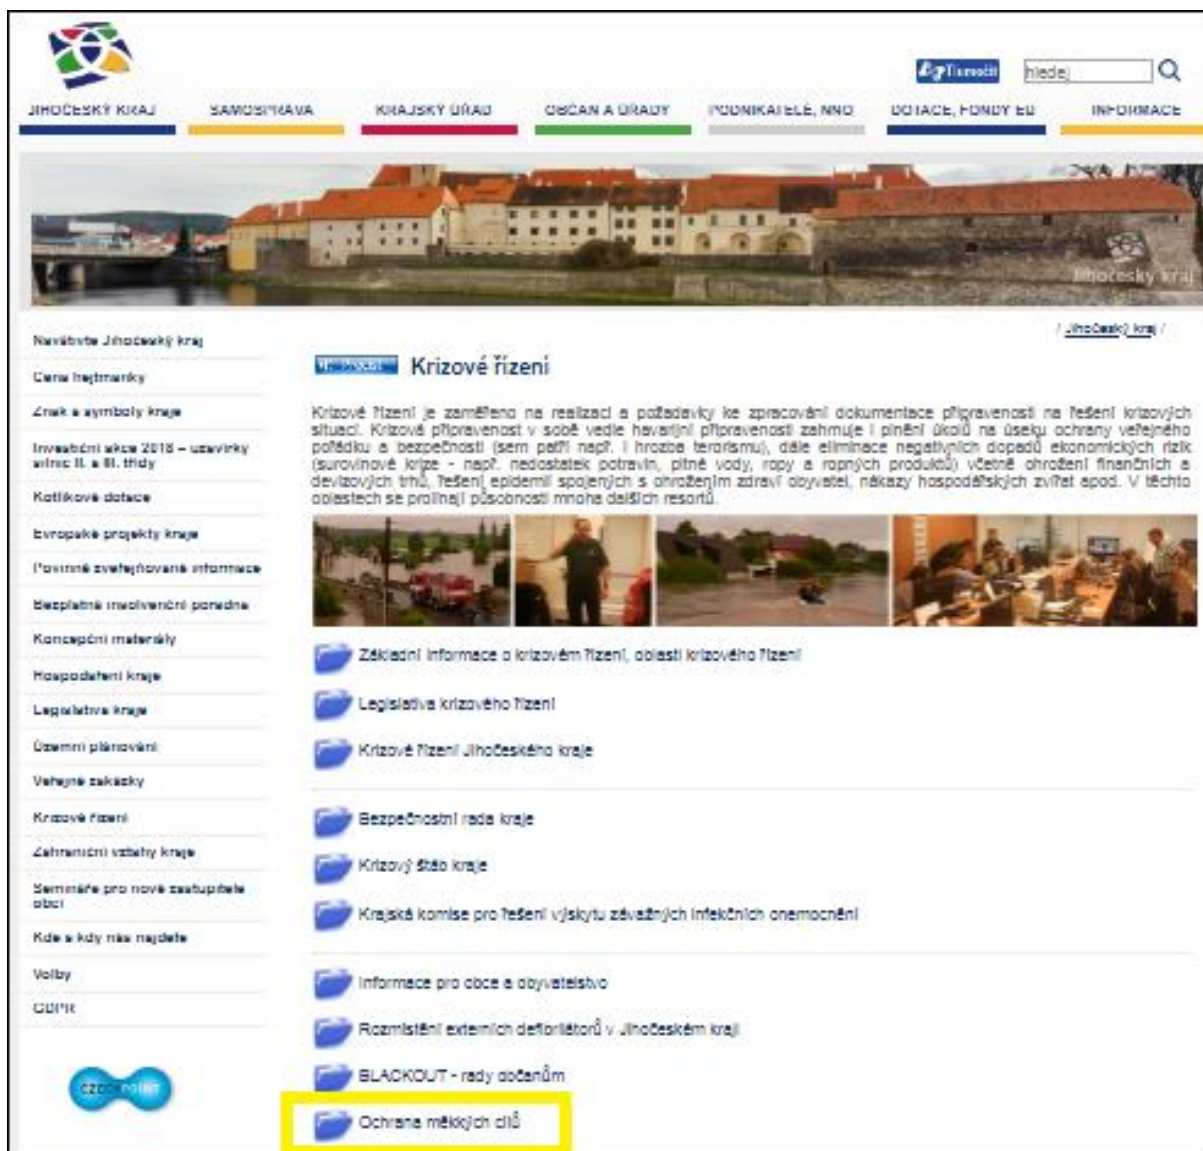 Tlumočit
hledej
JIHOČESKÝ KRAJ SAMOSPRÁVA KRAJSKÝ ÚŘAD OBČAN A ÚŘADY PODNIKATELÉ, NNO DOTACE, FONDY EU INFORMACE
Jihočeský kraj
/ Jihočeský kraj /
Navštivte Jihočeský kraj
Cena hejtmanky
Znak a symboly kraje
Investiční akce 2018 – uzavírky
silnic II. a III. třídy
Kotlíkové dotace
Evropské projekty kraje
Povinně zveřejňované informace
Bezplatná insolvenční poradna
Koncepční materiály
Hospodaření kraje
Legislativa kraje
Územní plánování
Veřejné zakázky
Krizové řízení
Zahraniční vztahy kraje
Semináře pro nové zastupitele
obcí
Kde a kdy nás najdete
Volby
GDPR
CZECH POINT
Krizové řízení
Krizové řízení je zaměřeno na realizaci a požadavky ke zpracování dokumentace připravenosti na řešení krizových
situací. Krizová připravenost v sobě vedle havarijní připravenosti zahrnuje i plnění úkolů na úseku ochrany veřejného
pořádku a bezpečnosti (sem patří např. i hrozba terorismu), dále eliminace negativních dopadů ekonomických rizik
(surovinové krize - např. nedostatek potravin, pitné vody, ropy a ropných produktů) včetně ohrožení finančních a
devizových trhů, řešení epidemií spojených s ohrožením zdraví obyvatel, nákazy hospodářských zvířat apod. V těchto
oblastech se prolínají působnosti mnoha dalších resortů.
Základní informace o krizovém řízení, oblasti krizového řízení
Legislativa krizového řízení
Krizové řízení Jihočeského kraje
Bezpečnostní rada kraje
Krizový štáb kraje
Krajská komise pro řešení výskytu závažných infekčních onemocnění
Informace pro obce a obyvatelstvo
Rozmístění externích defibrilátorů v Jihočeském kraji
BLACKOUT - rady občanům
Ochrana měkkých cílů